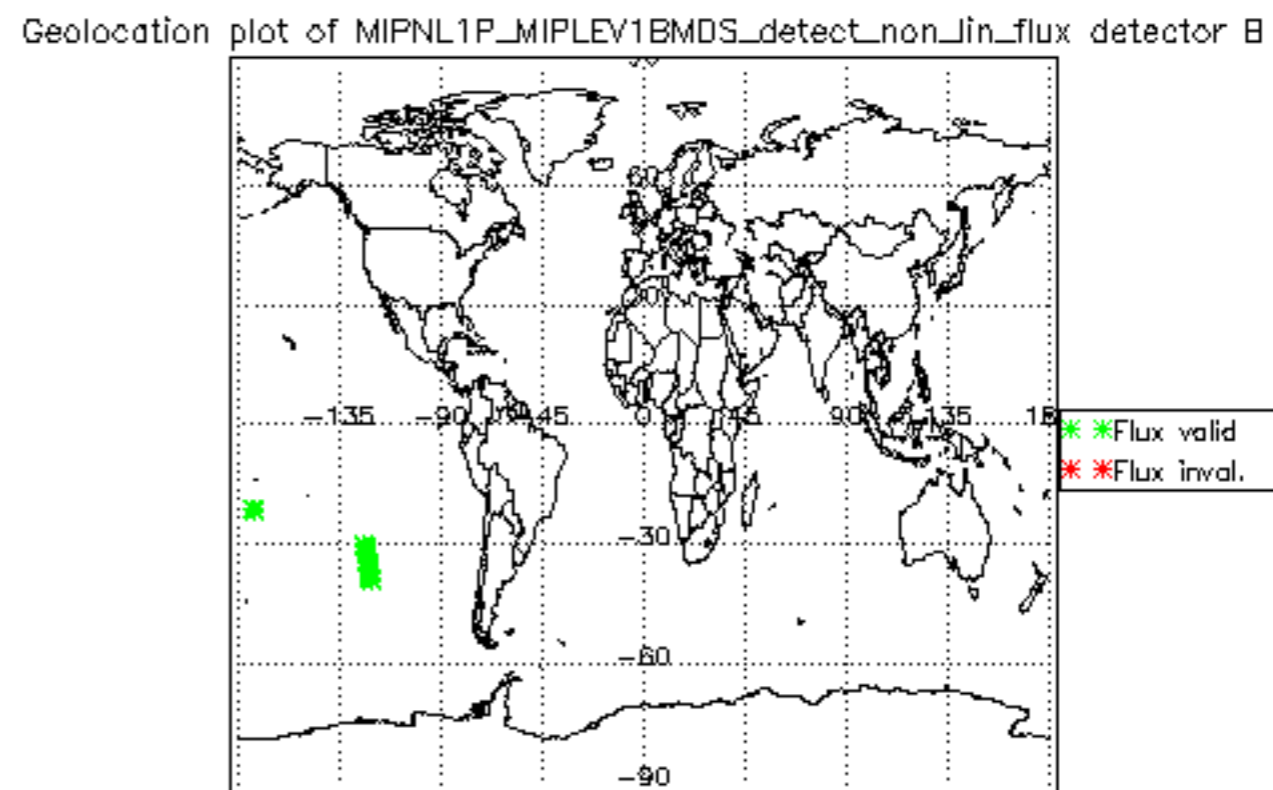 Geolocation plot of MIPNL1P_MIPLEV1BMDS_detect_non_lin_flux detector B
60
-135 -90 45 0 45 90 135
Flux valid
Flux inval.
-30
-60
-90